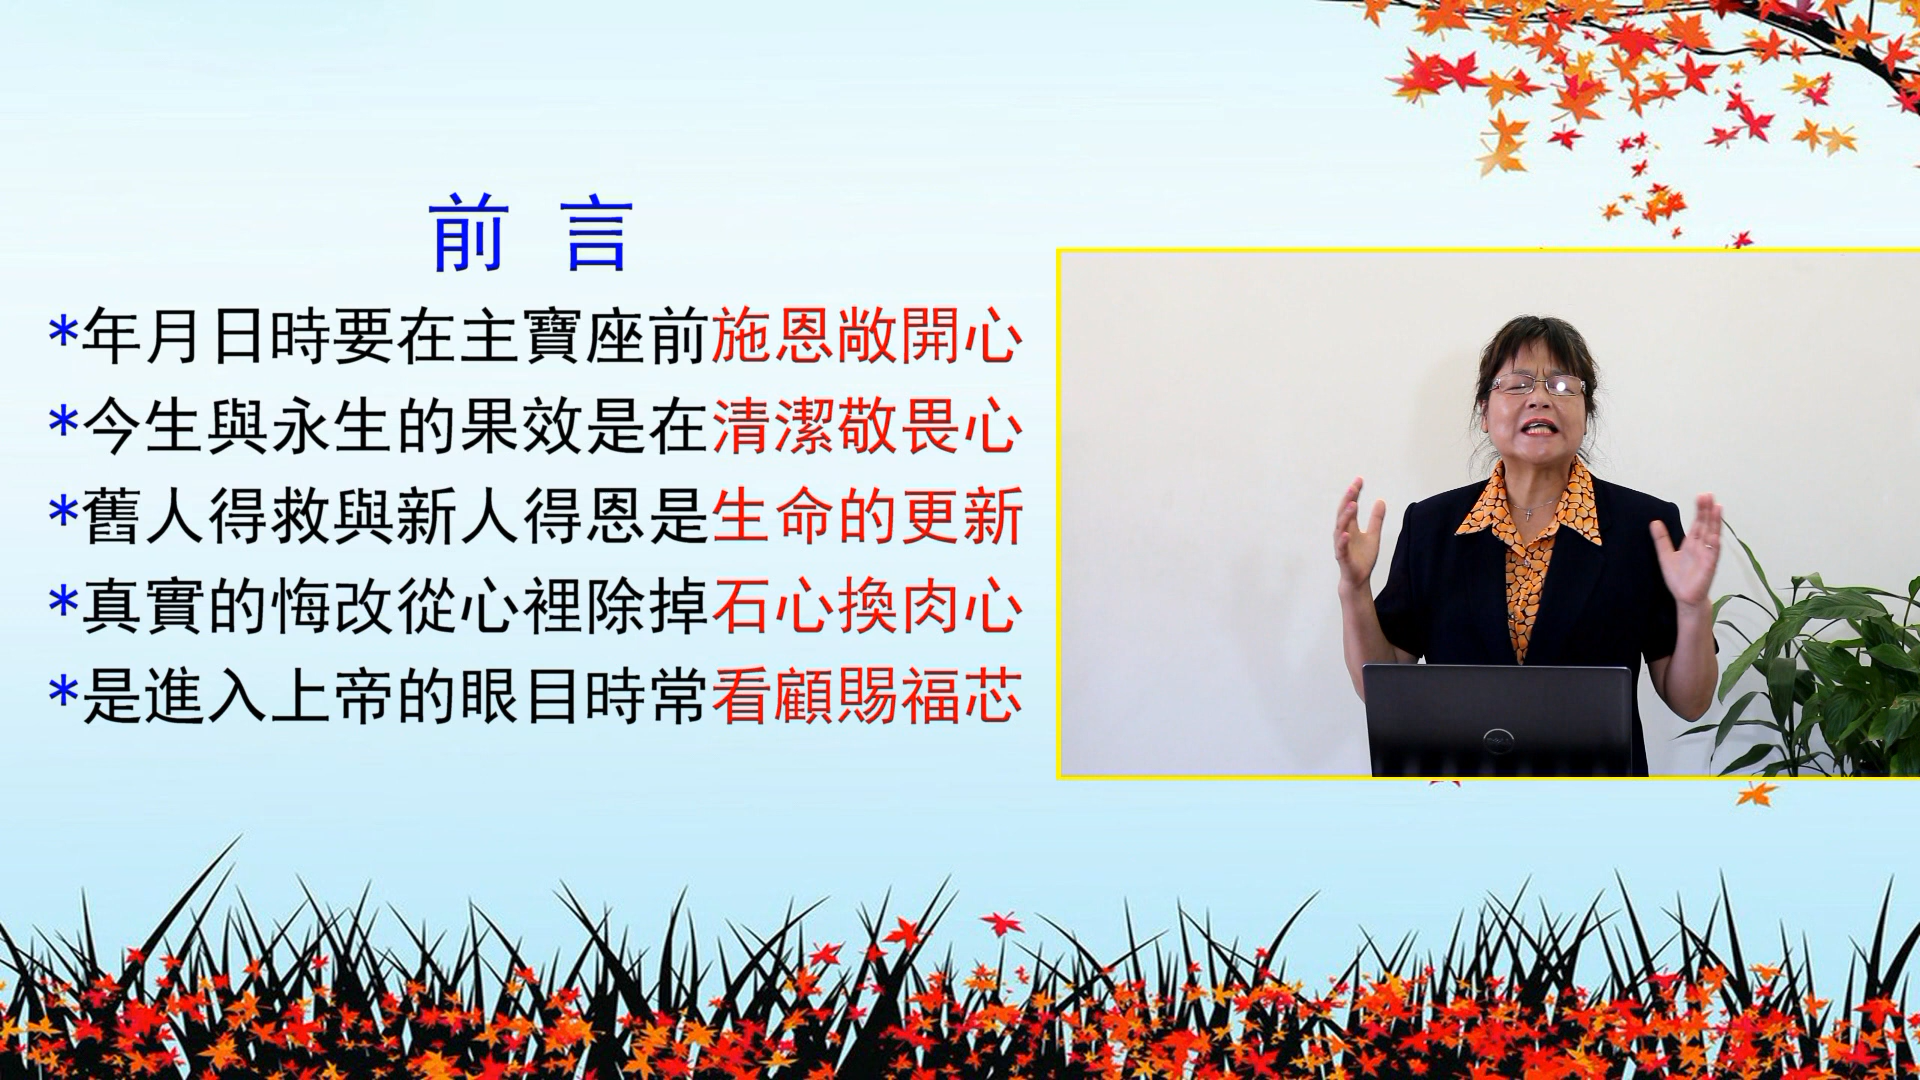 前 言
*年月日時要在主寶座前施恩敞開心
*今生與永生的果效是在清潔敬畏心
*舊人得救與新人得恩是生命的更新
*真實的悔改從心裡除掉石心換肉心
*是進入上帝的眼目時常看顧賜福芯
DELL